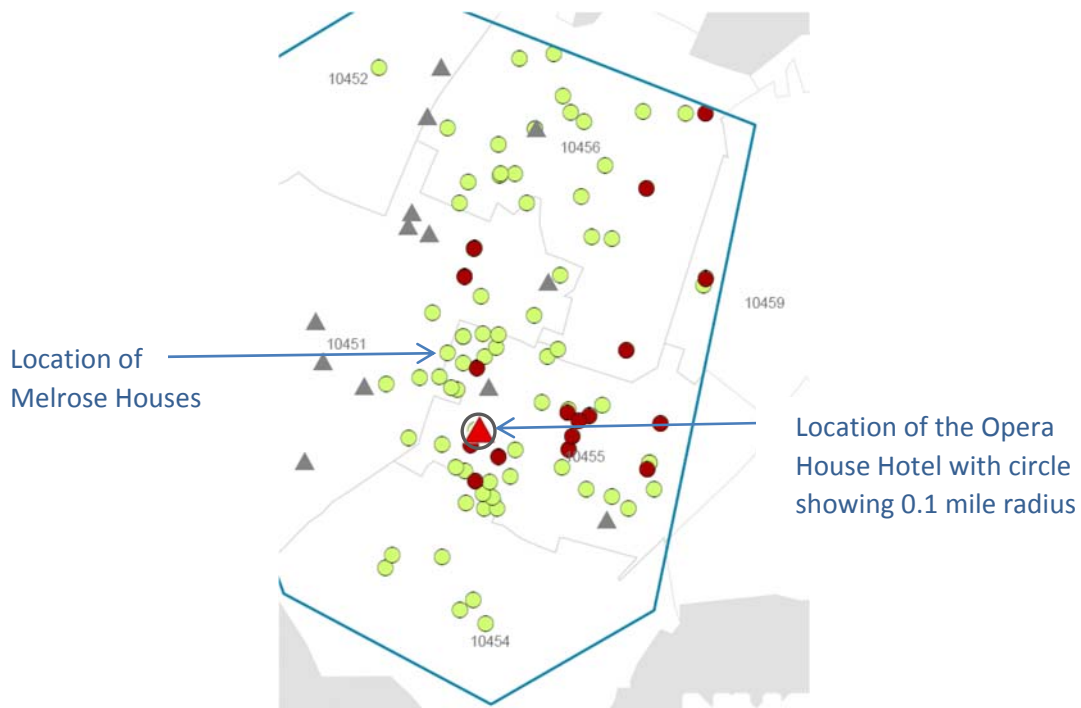 10452
10456
10459
Location of
Melrose Houses
10451
Location of the Opera
House Hotel with circle
showing 0.1 mile radius
10455
10454